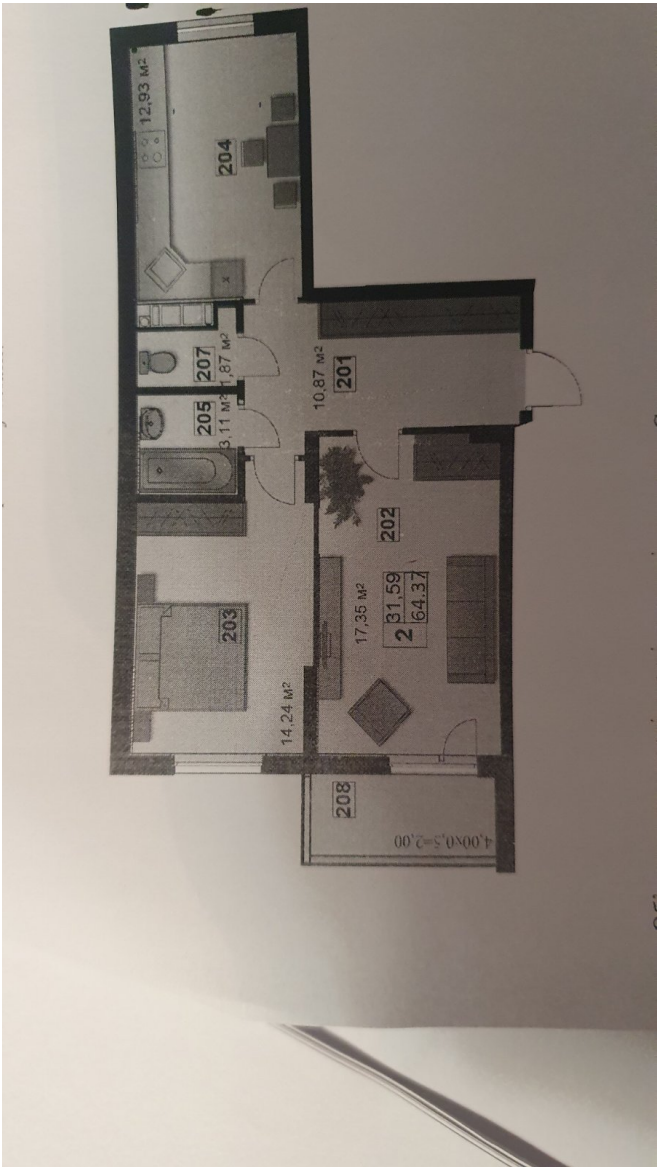 12,93 м²
204
207
1,87 м²
205
3,11 м²
10,87 м²
201
203
14,24 м²
202
17,35 м²
2
31.59
64.37
208
4,00x0,5=2,00